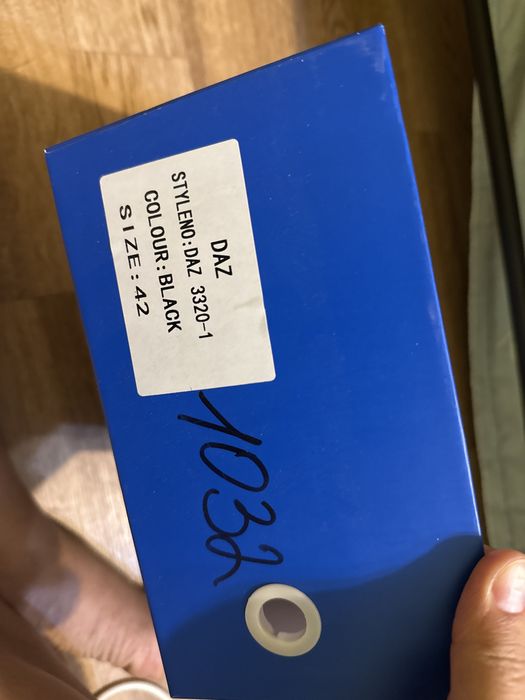 DAZ
STYLENO:DAZ 3320-1
COLOUR:BLACK
SIZE:42
1032